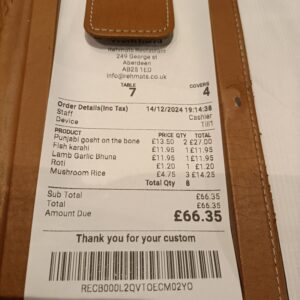 Rehmats Restaurant
249 George st
Aberdeen
AB25 1ED
info@rehmats.com
TABLE COVERS
7 4
Order Details(Inc Tax) 14/12/2024 19:14:38
Staff Cashier
Device Till1
PRODUCT PRICE QTY TOTAL
Punjabi gosht on the bone £13.50 2 £27.00
Fish karahi £11.95 1 £11.95
Lamb Garlic Bhuna £11.95 1 £11.95
Roti £1.20 1 £1.20
Mushroom Rice £4.75 3 £14.25
Total Qty 8
Sub Total £66.35
Total £66.35
Amount Due £66.35
Thank you for your custom
RECB000L2QVTOECM02YO